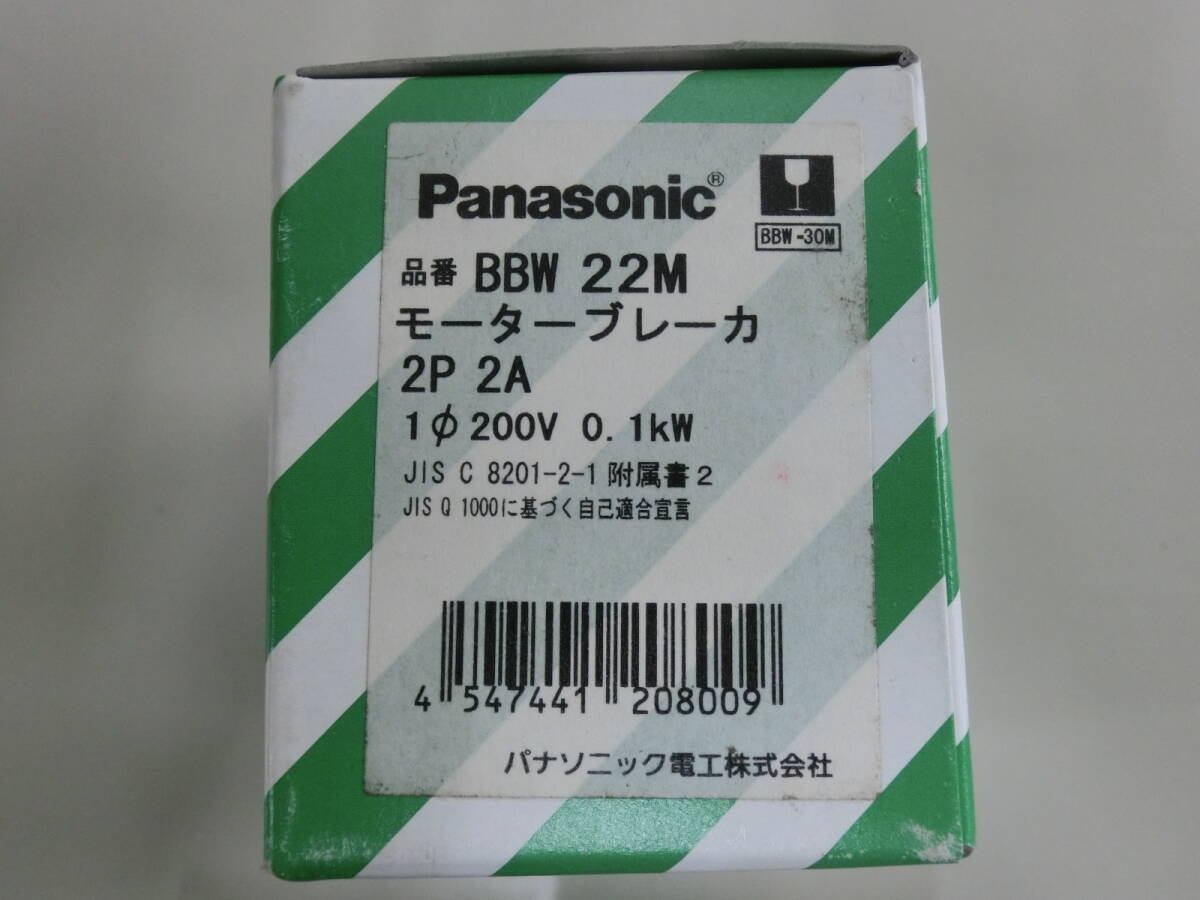 Panasonic®
BBW-30M
品番 BBW 22M
モーターブレーカ
2P 2A
1φ 200V 0.1kW
JIS C 8201-2-1 附属書2
JIS Q 1000に基づく自己適合宣言
4 547441 208009
パナソニック電工株式会社